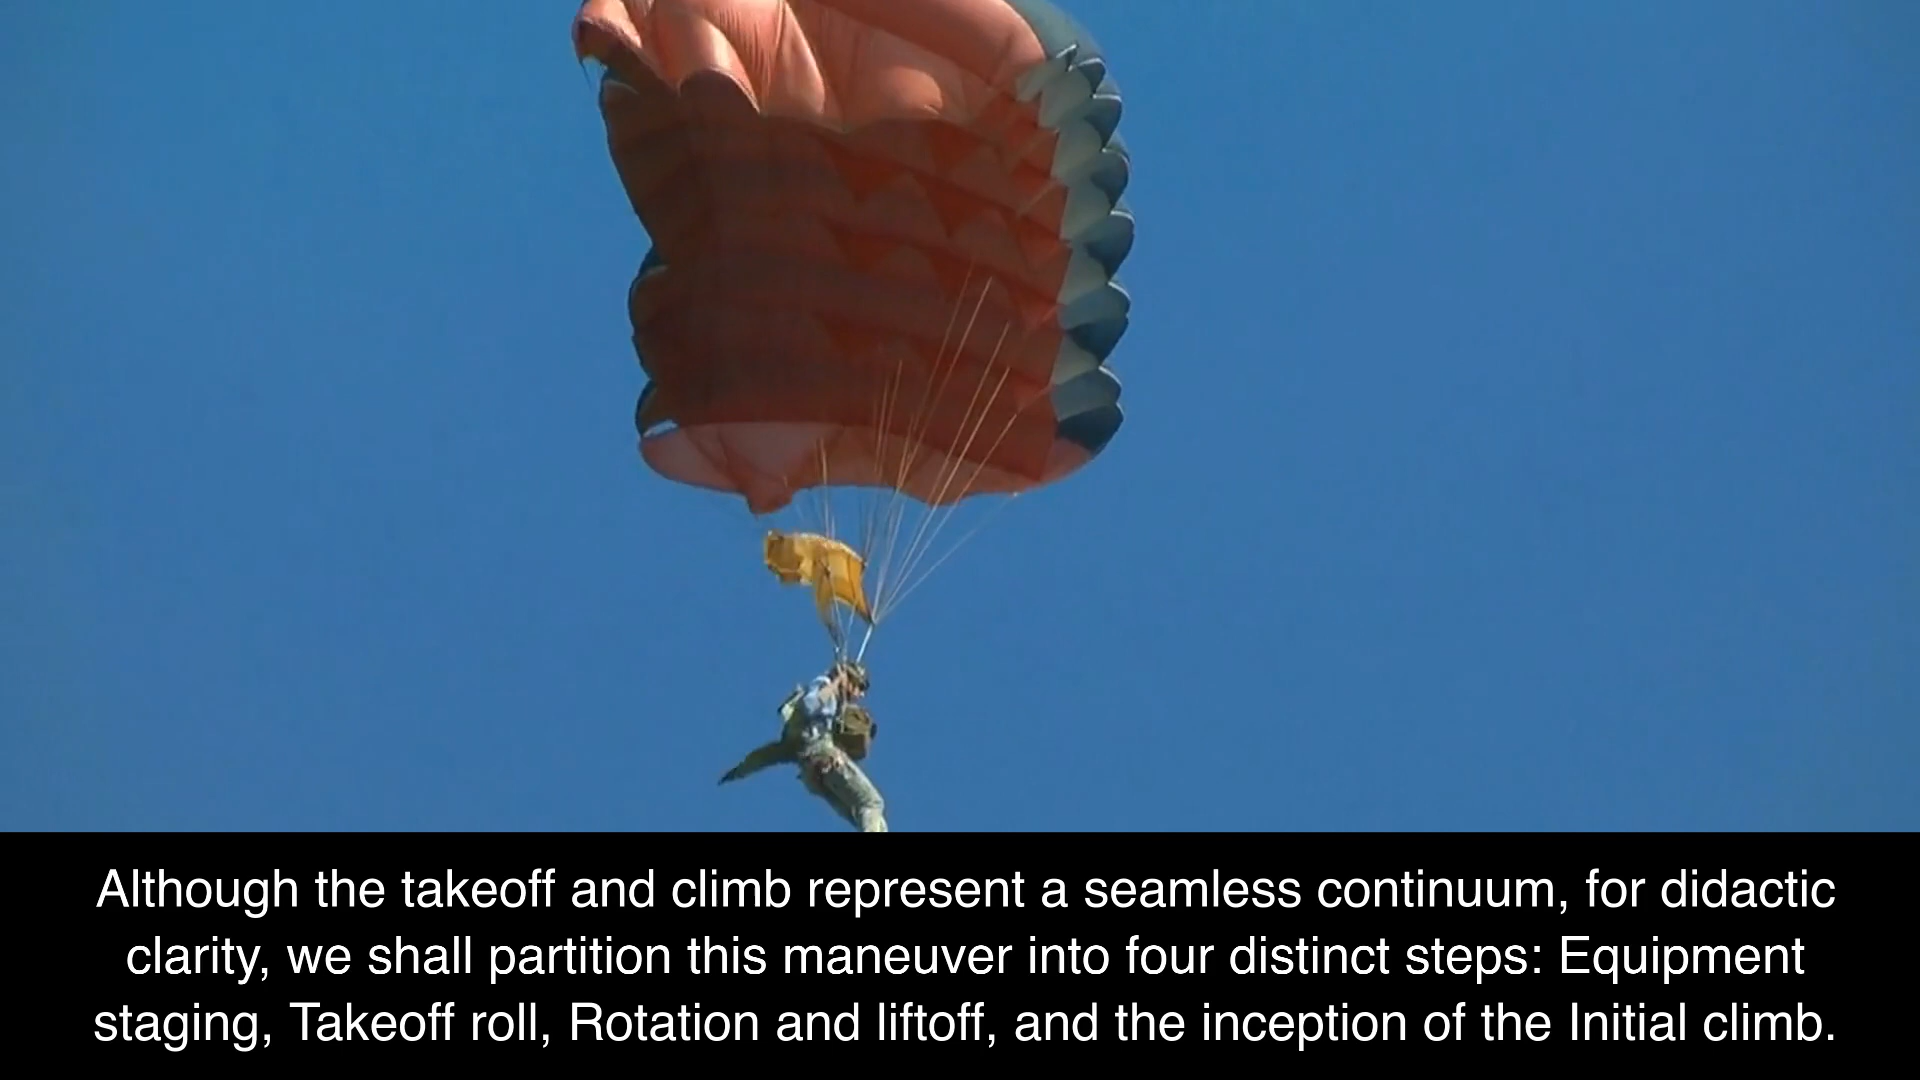 Although the takeoff and climb represent a seamless continuum, for didactic
clarity, we shall partition this maneuver into four distinct steps: Equipment
staging, Takeoff roll, Rotation and liftoff, and the inception of the Initial climb.